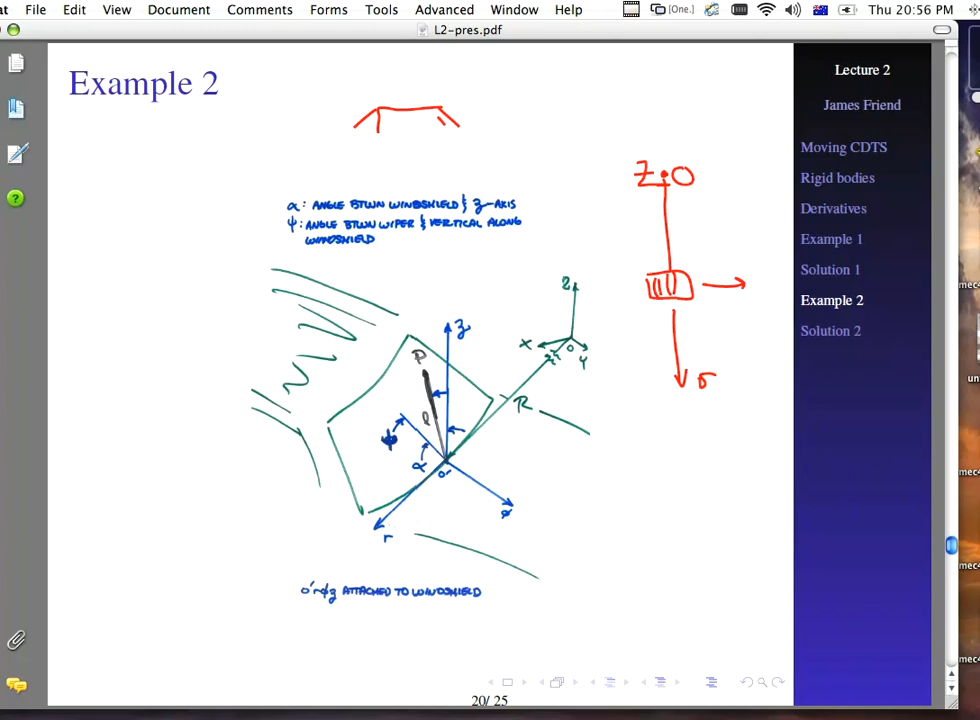 File Edit View Document Comments Forms Tools Advanced Window Help [One.] Thu 20:56 PM
L2-pres.pdf
Example 2
Lecture 2
James Friend
Moving CDTS
Rigid bodies
Derivatives
Example 1
Solution 1
Example 2
Solution 2
Z O
r
α: ANGLE BTWN WINDSHIELD & z-AXIS
ψ: ANGLE BTWN WIPER & VERTICAL ALONG
WINDSHIELD
Z
X O Y
z
P
R
ψ
α
O'
φ
r
O'rφz ATTACHED TO WINDSHIELD
20/ 25